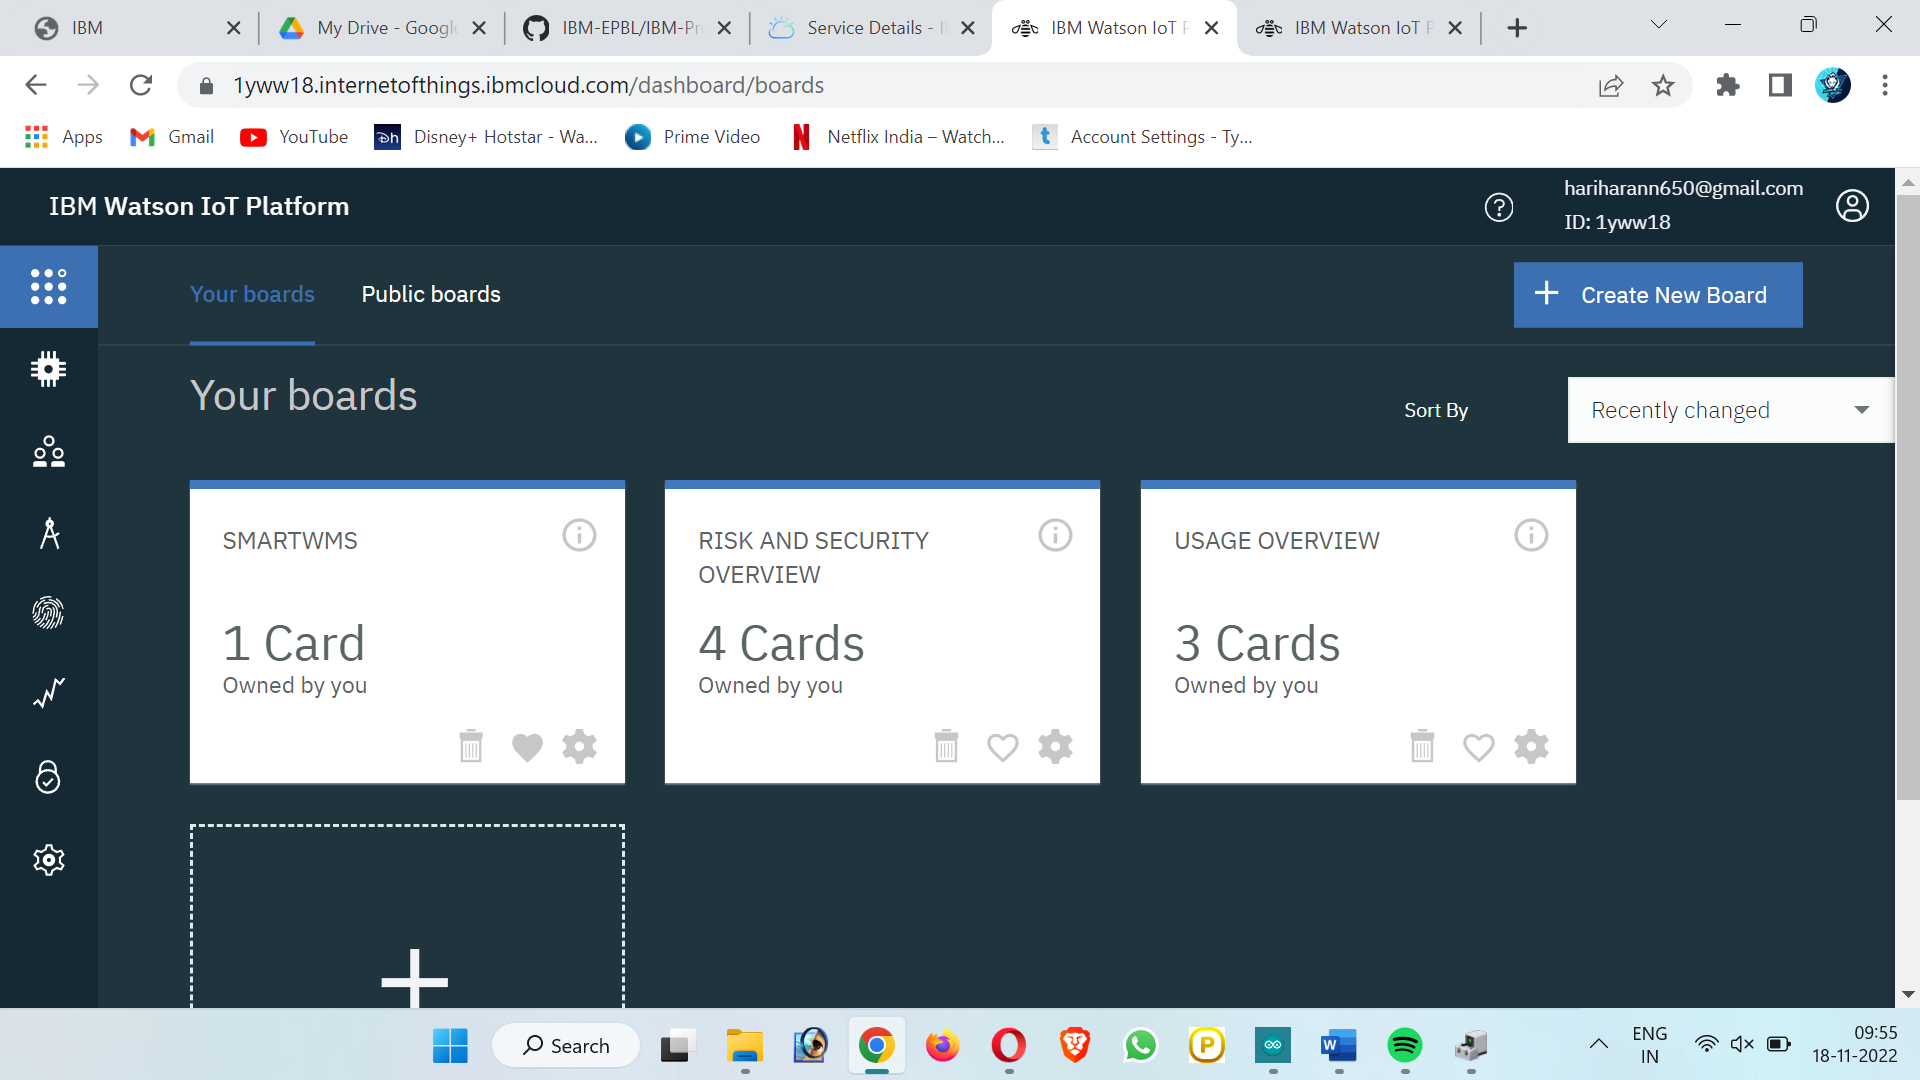 IBM
My Drive - Google
IBM-EPBL/IBM-Pr
Service Details - I
IBM Watson IoT P
IBM Watson IoT P
1yww18.internetofthings.ibmcloud.com/dashboard/boards
Apps
Gmail
YouTube
Disney+ Hotstar - Wa...
Prime Video
Netflix India – Watch...
Account Settings - Ty...
IBM Watson IoT Platform
hariharann650@gmail.com
ID: 1yww18
Your boards
Public boards
Create New Board
Your boards
Sort By
Recently changed
SMARTWMS
1 Card
Owned by you
RISK AND SECURITY
OVERVIEW
4 Cards
Owned by you
USAGE OVERVIEW
3 Cards
Owned by you
Search
ENG
IN
09:55
18-11-2022